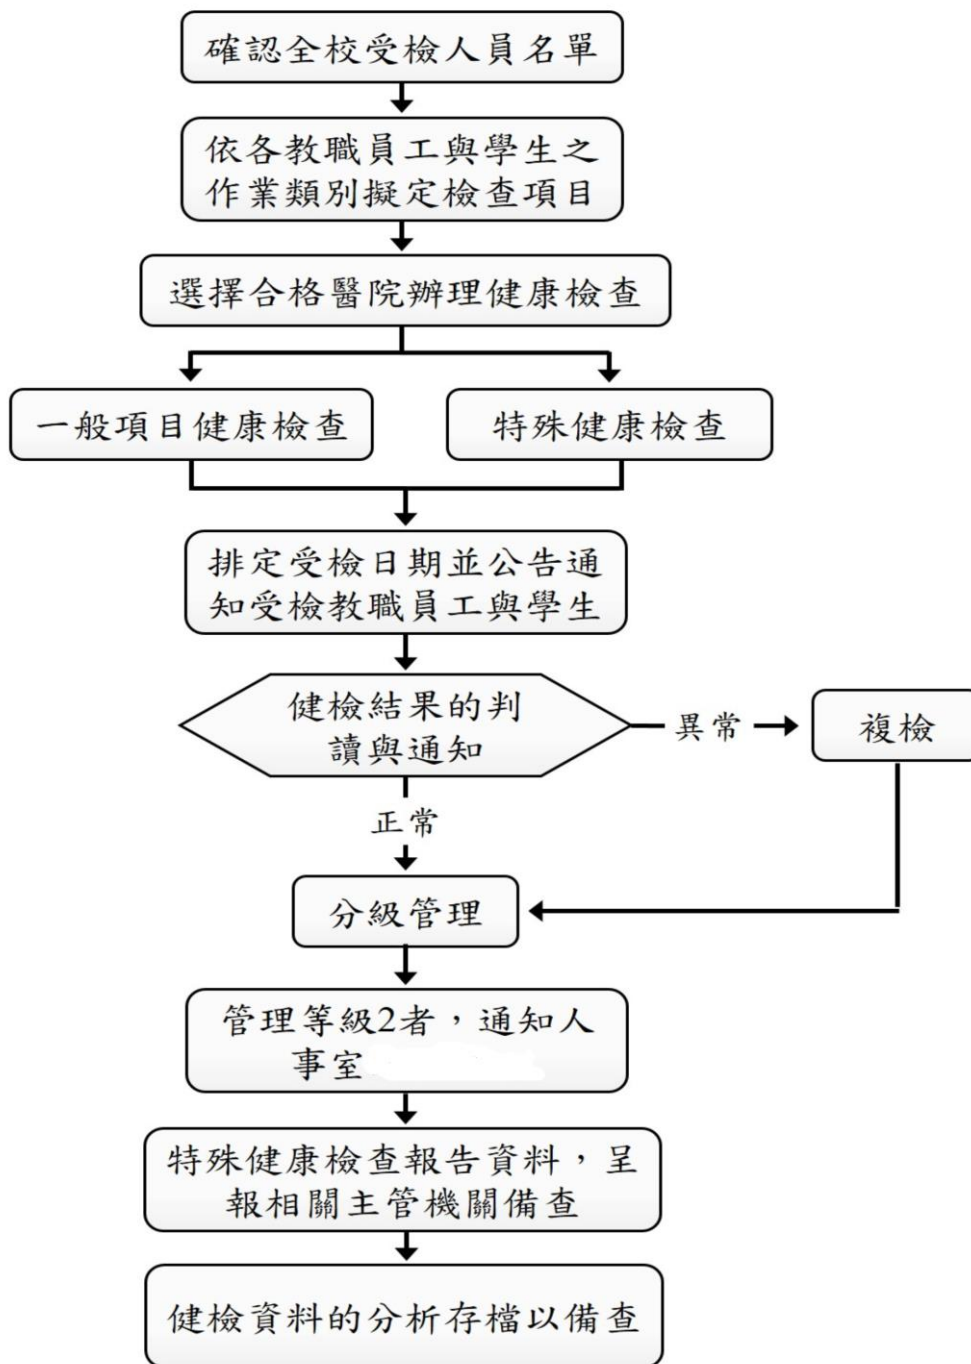 確認全校受檢人員名單
依各教職員工與學生之
作業類別擬定檢查項目
選擇合格醫院辦理健康檢查
一般項目健康檢查
特殊健康檢查
排定受檢日期並公告通
知受檢教職員工與學生
健檢結果的判
讀與通知
異常
複檢
正常
分級管理
管理等級2者，通知人
事室
特殊健康檢查報告資料，呈
報相關主管機關備查
健檢資料的分析存檔以備查